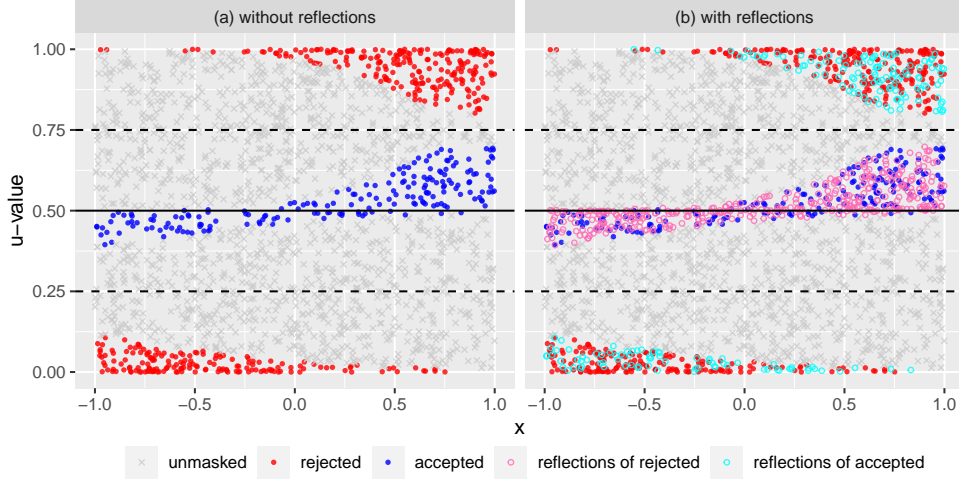 (a) without reflections
(b) with reflections
u−value
1.00
0.75
0.50
0.25
0.00
−1.0 −0.5 0.0 0.5 1.0
−1.0 −0.5 0.0 0.5 1.0
x
unmasked rejected accepted reflections of rejected reflections of accepted